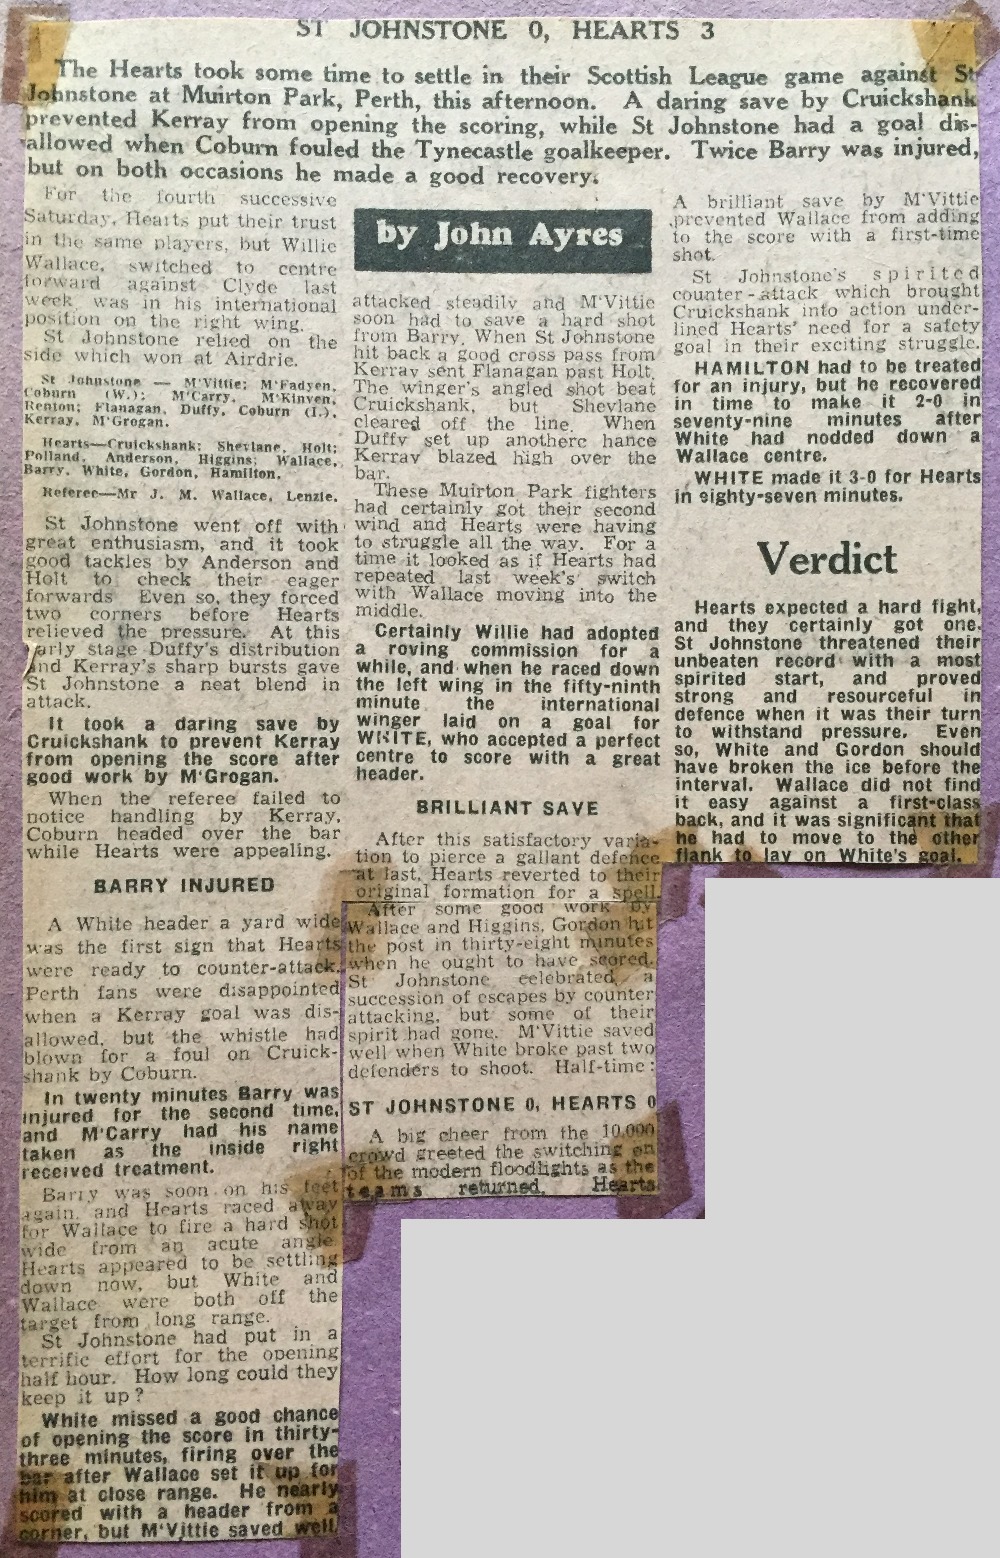 ST JOHNSTONE 0, HEARTS 3
The Hearts took some time to settle in their Scottish League game against St
Johnstone at Muirton Park, Perth, this afternoon. A daring save by Cruickshank
prevented Kerray from opening the scoring, while St Johnstone had a goal dis-
allowed when Coburn fouled the Tynecastle goalkeeper. Twice Barry was injured,
but on both occasions he made a good recovery.
For the fourth successive
Saturday, Hearts put their trust
in the same players, but Willie
Wallace, switched to centre
forward against Clyde last
week was in his international
position on the right wing.
St Johnstone relied on the
side which won at Airdrie.
St Johnstone — M'Vittie; M'Fadyen,
Coburn (W.); M'Carry, M'Kinven,
Renton; Flanagan, Duffy, Coburn (I.),
Kerray, M'Grogan.
Hearts—Cruickshank; Shevlane, Holt;
Polland, Anderson, Higgins; Wallace,
Barry, White, Gordon, Hamilton.
Referee—Mr J. M. Wallace, Lenzie.
St Johnstone went off with
great enthusiasm, and it took
good tackles by Anderson and
Holt to check their eager
forwards Even so, they forced
two corners before Hearts
relieved the pressure. At this
early stage Duffy's distribution
and Kerray's sharp bursts gave
St Johnstone a neat blend in
attack.
It took a daring save by
Cruickshank to prevent Kerray
from opening the score after
good work by M'Grogan.
When the referee failed to
notice handling by Kerray,
Coburn headed over the bar
while Hearts were appealing.
BARRY INJURED
A White header a yard wide
was the first sign that Hearts
were ready to counter-attack.
Perth fans were disappointed
when a Kerray goal was dis-
allowed, but the whistle had
blown for a foul on Cruick-
shank by Coburn.
In twenty minutes Barry was
injured for the second time,
and M'Carry had his name
taken as the inside right
received treatment.
Barry was soon on his feet
again, and Hearts raced away
for Wallace to fire a hard shot
wide from an acute angle
Hearts appeared to be settling
down now, but White and
Wallace were both off the
target from long range.
St Johnstone had put in a
terrific effort for the opening
half hour. How long could they
keep it up?
White missed a good chance
of opening the score in thirty-
three minutes, firing over the
bar after Wallace set it up for
him at close range. He nearly
scored with a header from a
corner, but M'Vittie saved well.
by John Ayres
attacked steadily and M'Vittie
soon had to save a hard shot
from Barry. When St Johnstone
hit back a good cross pass from
Kerray sent Flanagan past Holt.
The winger's angled shot beat
Cruickshank, but Shevlane
cleared off the line. When
Duffy set up anotherc hance
Kerray blazed high over the
bar.
These Muirton Park fighters
had certainly got their second
wind and Hearts were having
to struggle all the way. For a
time it looked as if Hearts had
repeated last week's switch
with Wallace moving into the
middle.
Certainly Willie had adopted
a roving commission for a
while, and when he raced down
the left wing in the fifty-ninth
minute the international
winger laid on a goal for
WHITE, who accepted a perfect
centre to score with a great
header.
BRILLIANT SAVE
After this satisfactory varia-
tion to pierce a gallant defence
at last, Hearts reverted to their
original formation for a spell.
After some good work by
Wallace and Higgins, Gordon hit
the post in thirty-eight minutes
when he ought to have scored.
St Johnstone celebrated a
succession of escapes by counter
attacking, but some of their
spirit had gone. M'Vittie saved
well when White broke past two
defenders to shoot. Half-time:
ST JOHNSTONE 0, HEARTS 0
A big cheer from the 10,000
crowd greeted the switching on
of the modern floodlights as the
teams returned. Hearts
A brilliant save by M'Vittie
prevented Wallace from adding
to the score with a first-time
shot.
St Johnstone's spirited
counter-attack which brought
Cruickshank into action under-
lined Hearts' need for a safety
goal in their exciting struggle.
HAMILTON had to be treated
for an injury, but he recovered
in time to make it 2-0 in
seventy-nine minutes after
White had nodded down a
Wallace centre.
WHITE made it 3-0 for Hearts
in eighty-seven minutes.
Verdict
Hearts expected a hard fight,
and they certainly got one.
St Johnstone threatened their
unbeaten record with a most
spirited start, and proved
strong and resourceful in
defence when it was their turn
to withstand pressure. Even
so, White and Gordon should
have broken the ice before the
interval. Wallace did not find
it easy against a first-class
back, and it was significant that
he had to move to the other
flank to lay on White's goal.